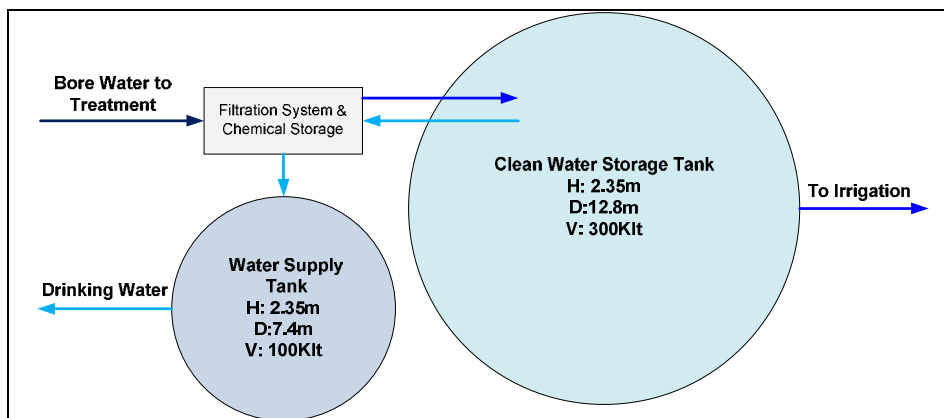 Bore Water to
Treatment
Filtration System &
Chemical Storage
Clean Water Storage Tank
H: 2.35m
D:12.8m
V: 300Klt
To Irrigation
Water Supply
Tank
H: 2.35m
D:7.4m
V: 100Klt
Drinking Water